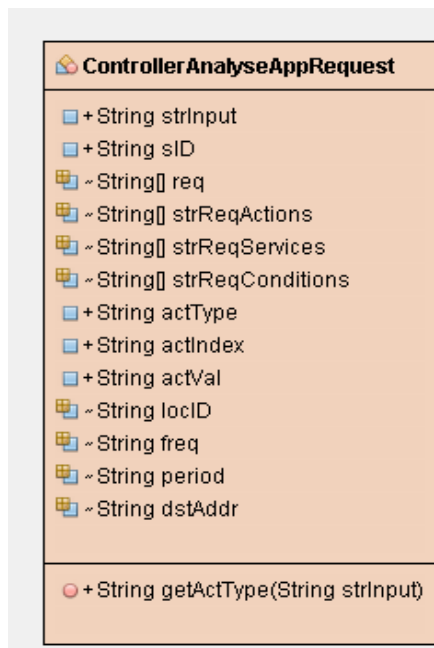 ControllerAnalyseAppRequest
+ String strInput
+ String sID
~ String[] req
~ String[] strReqActions
~ String[] strReqServices
~ String[] strReqConditions
+ String actType
+ String actIndex
+ String actVal
~ String locID
~ String freq
~ String period
~ String dstAddr
+ String getActType(String strInput)